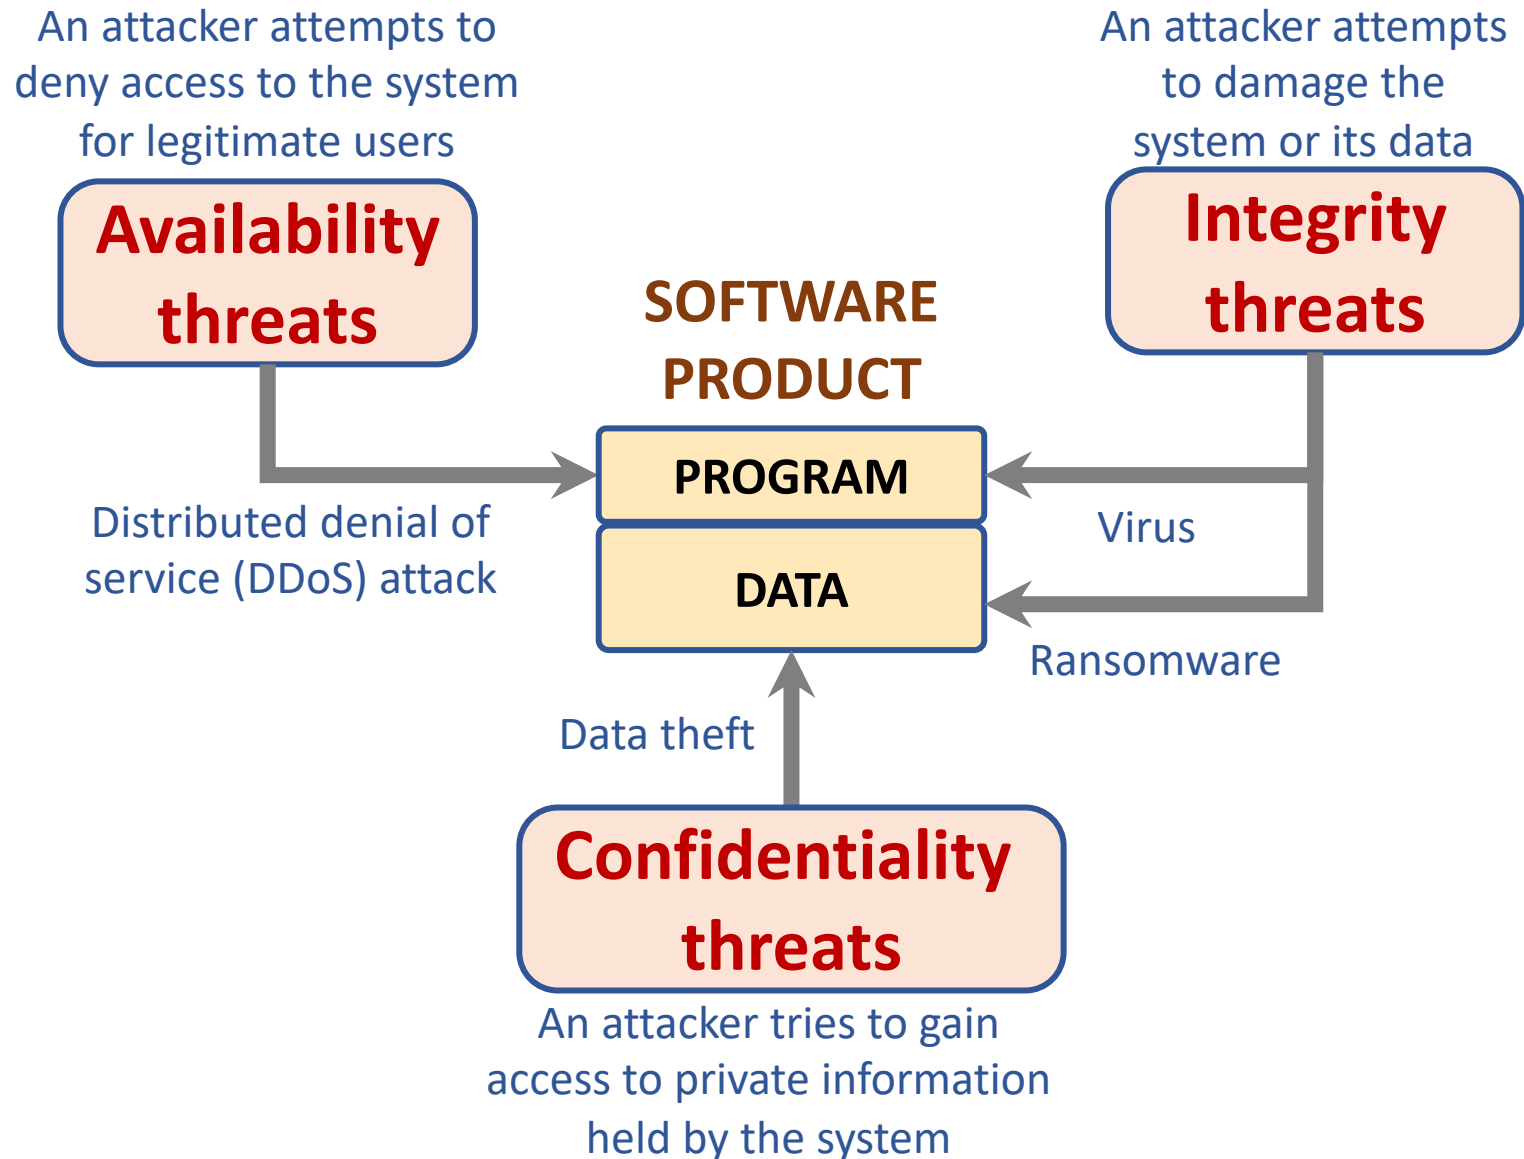 An attacker attempts to
deny access to the system
for legitimate users
Availability
threats
An attacker attempts
to damage the
system or its data
Integrity
threats
SOFTWARE
PRODUCT
PROGRAM
DATA
Distributed denial of
service (DDoS) attack
Virus
Ransomware
Data theft
Confidentiality
threats
An attacker tries to gain
access to private information
held by the system